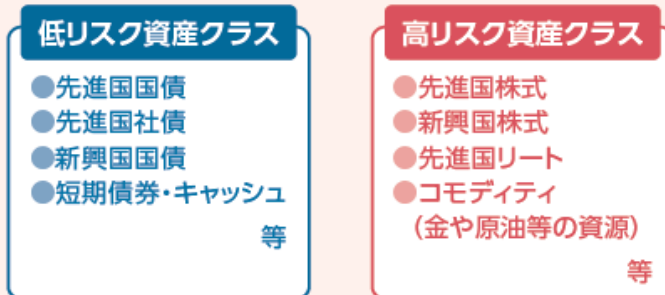 低リスク資産クラス
●先進国国債
●先進国社債
●新興国国債
●短期債券・キャッシュ
等
高リスク資産クラス
●先進国株式
●新興国株式
●先進国リート
●コモディティ
（金や原油等の資源）
等